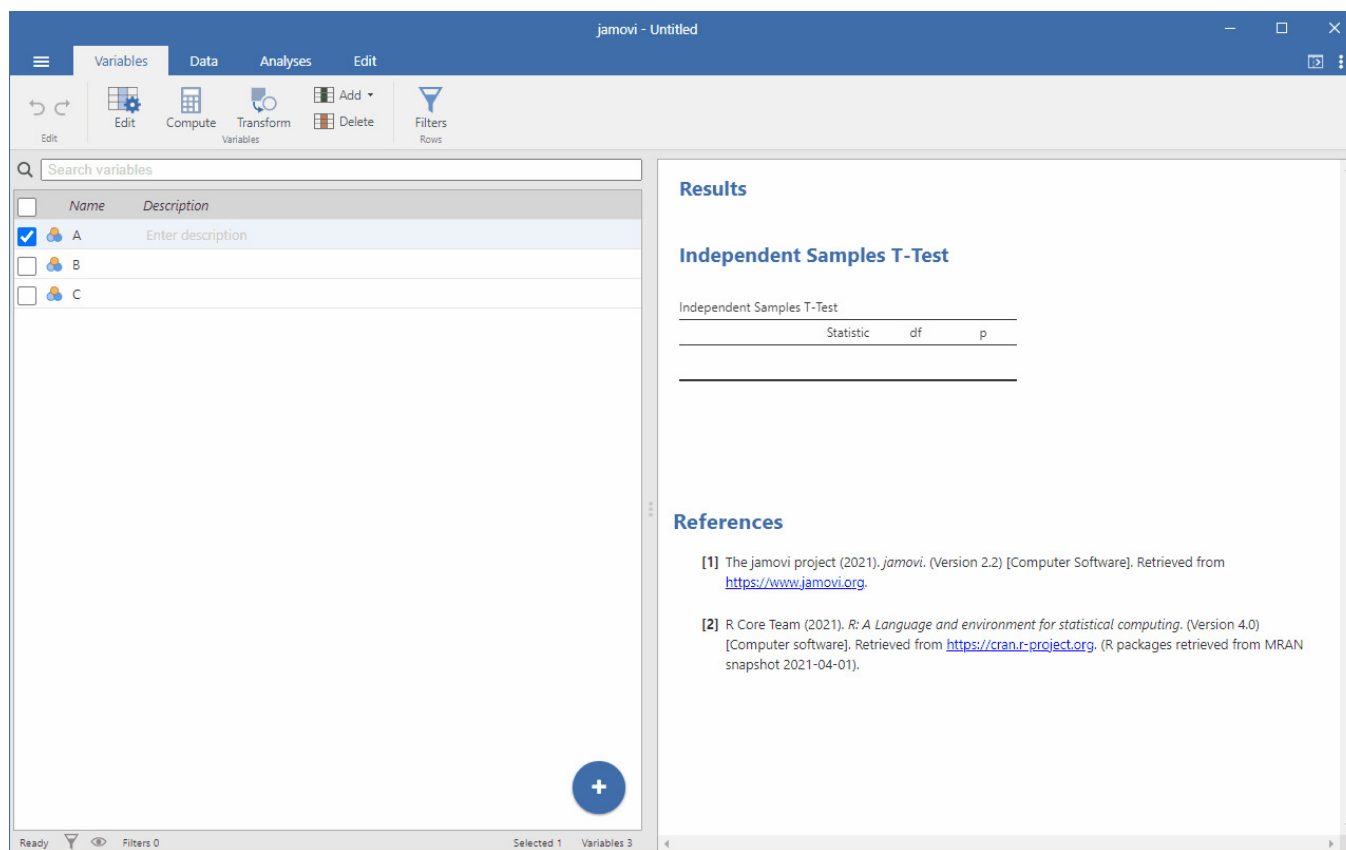 jamovi - Untitled
Variables Data Analyses Edit
Edit
Edit Compute Transform
Variables
Add
Delete
Filters
Rows
Search variables
Name Description
A Enter description
B
C
Ready Filters 0 Selected 1 Variables 3
Results
Independent Samples T-Test
Independent Samples T-Test
Statistic df p
References
[1] The jamovi project (2021). jamovi. (Version 2.2) [Computer Software]. Retrieved from
https://www.jamovi.org.
[2] R Core Team (2021). R: A Language and environment for statistical computing. (Version 4.0)
[Computer software]. Retrieved from https://cran.r-project.org. (R packages retrieved from MRAN
snapshot 2021-04-01).